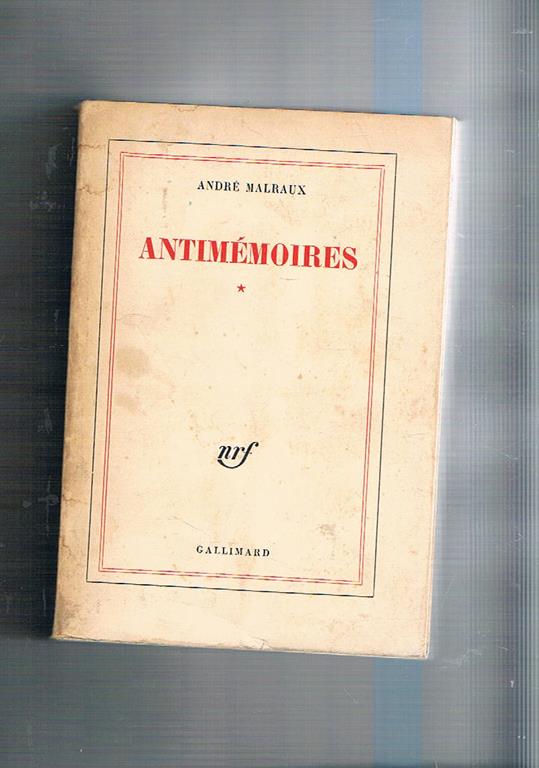 ANDRÉ MALRAUX
ANTIMÉMOIRES
*
nrf
GALLIMARD